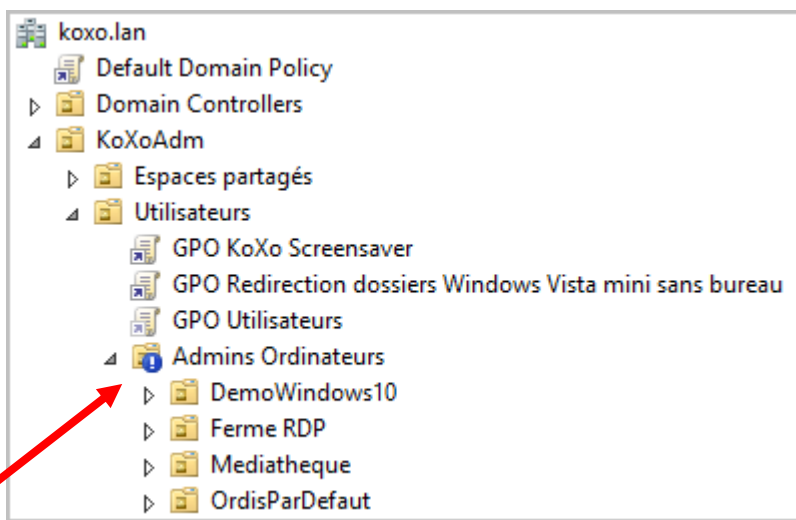 koxo.lan
Default Domain Policy
Domain Controllers
KoXoAdm
Espaces partagés
Utilisateurs
GPO KoXo Screensaver
GPO Redirection dossiers Windows Vista mini sans bureau
GPO Utilisateurs
Admins Ordinateurs
DemoWindows10
Ferme RDP
Mediatheque
OrdisParDefaut